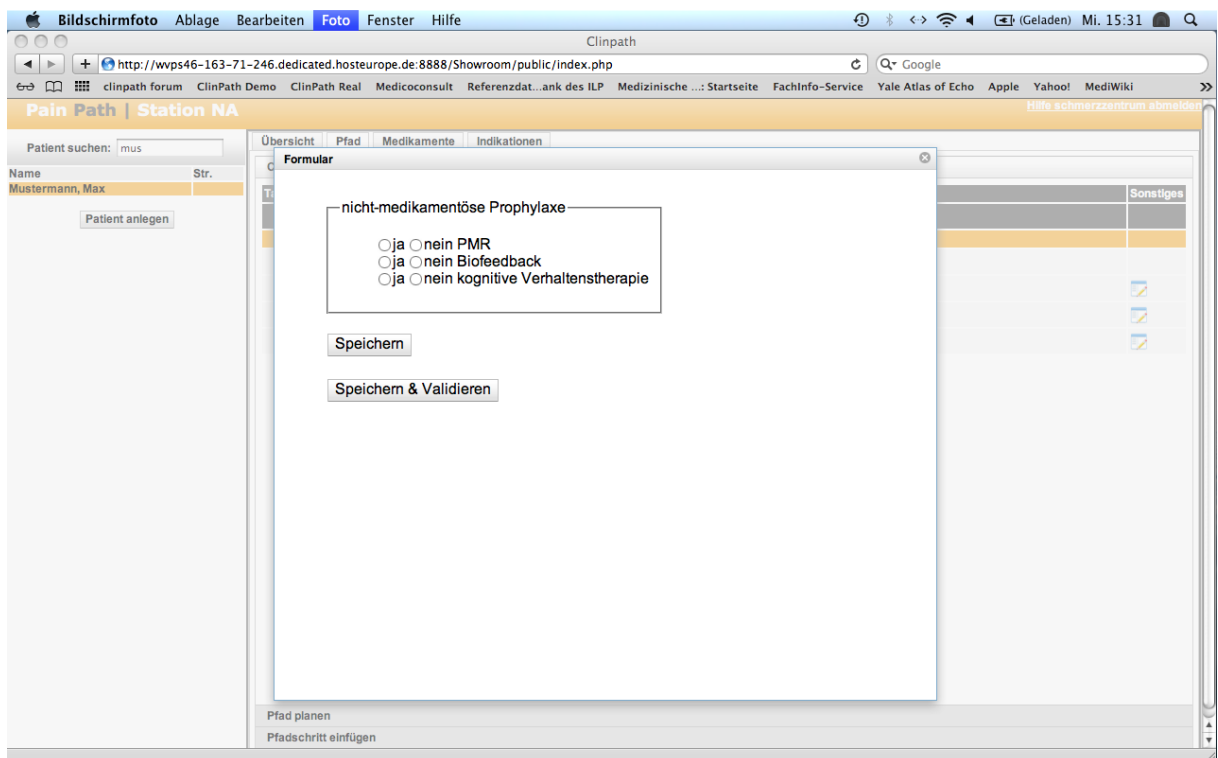 Bildschirmfoto Ablage Bearbeiten Foto Fenster Hilfe (Geladen) Mi. 15:31
Clinpath
http://wvps46-163-71-246.dedicated.hosteurope.de:8888/Showroom/public/index.php Google
clinpath forum ClinPath Demo ClinPath Real Medicoconsult Referenzdat...ank des ILP Medizinische ...: Startseite FachInfo-Service Yale Atlas of Echo Apple Yahoo! MediWiki »
Pain Path | Station NA Hilfe schmerzzentrum abmelden
Patient suchen: mus
Name Str.
Mustermann, Max
Patient anlegen
Übersicht Pfad Medikamente Indikationen
Formular
Sonstiges
nicht-medikamentöse Prophylaxe
ja nein PMR
ja nein Biofeedback
ja nein kognitive Verhaltenstherapie
Speichern
Speichern & Validieren
Pfad planen
Pfadschritt einfügen